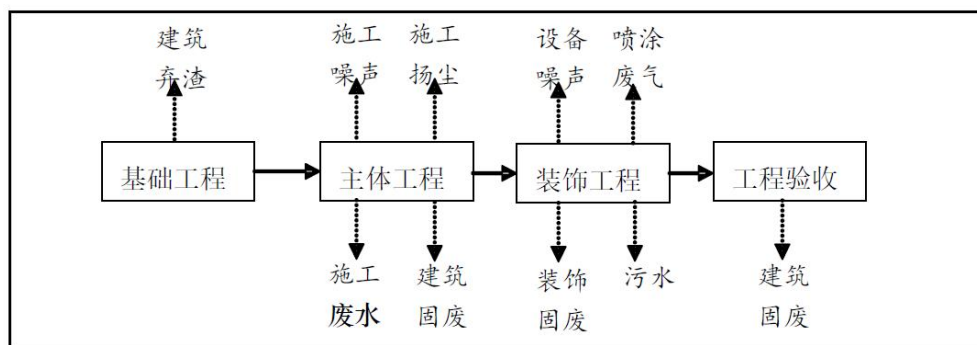 建筑
弃渣
施工
噪声
施工
扬尘
设备
噪声
喷涂
废气
基础工程
主体工程
装饰工程
工程验收
施工
废水
建筑
固废
装饰
固废
污水
建筑
固废